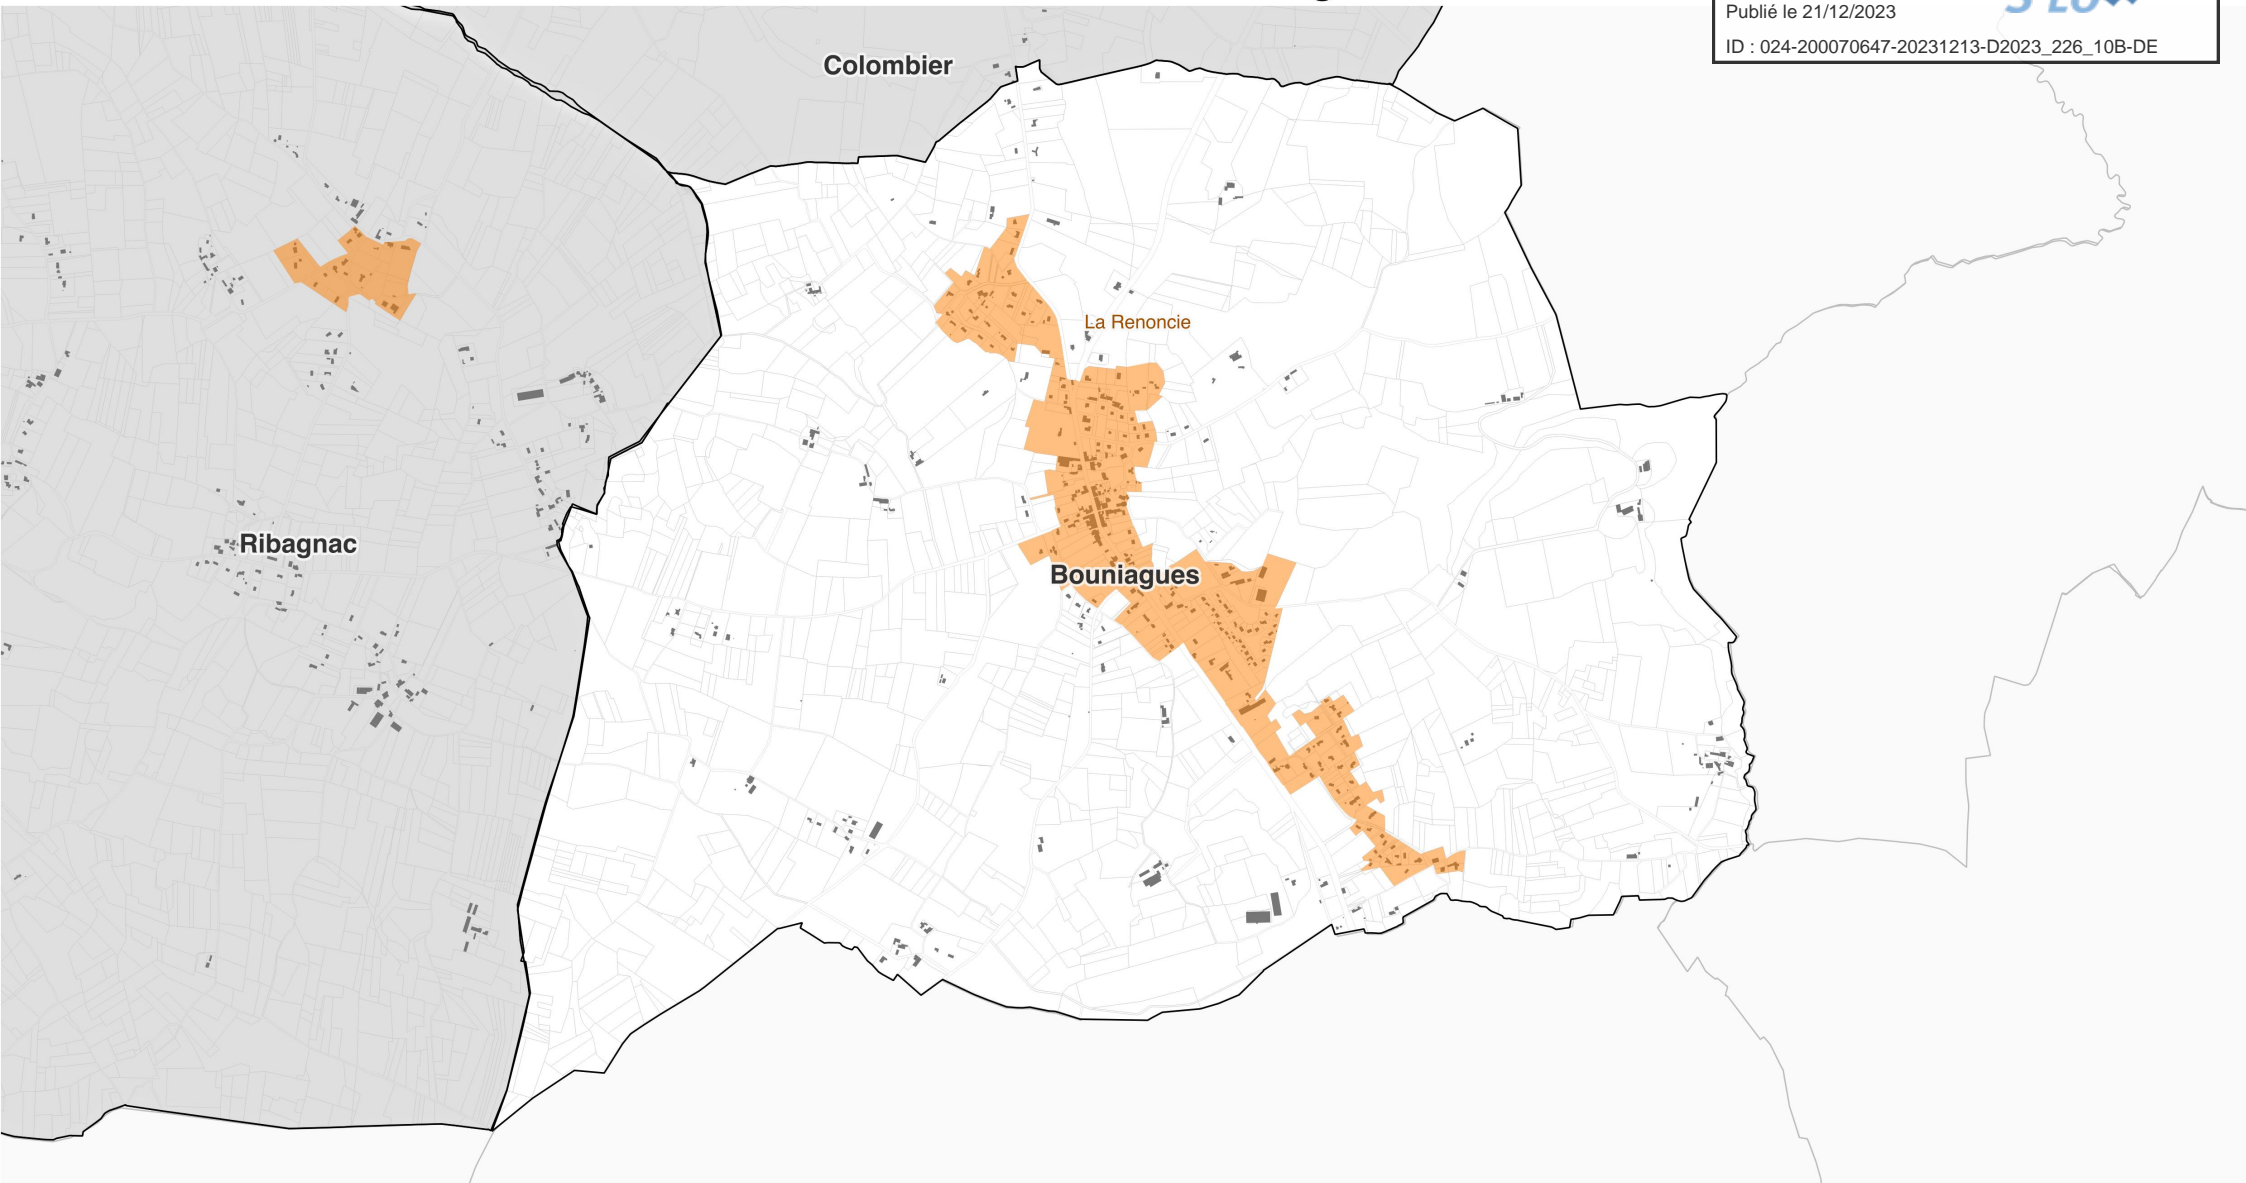 Publié le 21/12/2023
ID : 024-200070647-20231213-D2023_226_10B-DE
Colombier
La Renoncie
Ribagnac
Bouniagues